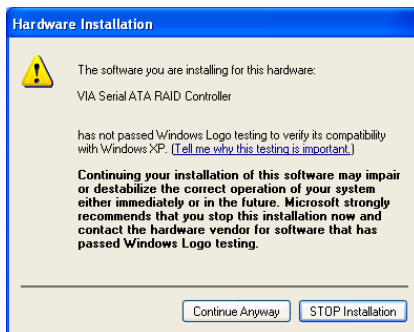 Hardware Installation
The software you are installing for this hardware:
VIA Serial ATA RAID Controller
has not passed Windows Logo testing to verify its compatibility
with Windows XP. (Tell me why this testing is important.)
Continuing your installation of this software may impair
or destabilize the correct operation of your system
either immediately or in the future. Microsoft strongly
recommends that you stop this installation now and
contact the hardware vendor for software that has
passed Windows Logo testing.
Continue Anyway STOP Installation